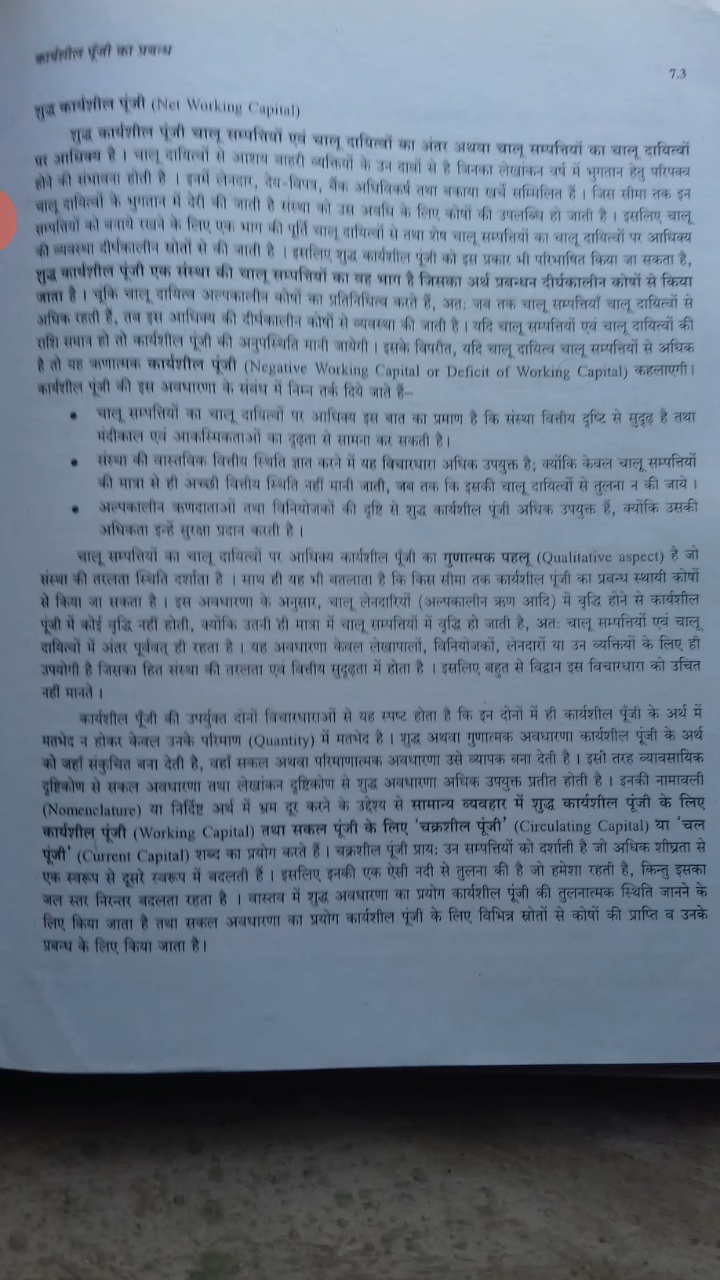 कार्यशील पूंजी का प्रबन्ध
7.3
शुद्ध कार्यशील पूंजी (Net Working Capital)
शुद्ध कार्यशील पूंजी चालू सम्पत्तियों एवं चालू दायित्वों का अंतर अथवा चालू सम्पत्तियों का चालू दायित्वों
पर आधिक्य है । चालू दायित्वों से आशय बाहरी व्यक्तियों के उन दावों से है जिनका लेखांकन वर्ष में भुगतान हेतु परिपक्व
होने की संभावना होती है । इनमें लेनदार, देय-विपत्र, बैंक अधिविकर्ष तथा बकाया खर्चे सम्मिलित हैं । जिस सीमा तक इन
चालू दायित्वों के भुगतान में देरी की जाती है संस्था को उस अवधि के लिए कोषों की उपलब्धि हो जाती है । इसलिए चालू
सम्पत्तियों को बनाये रखने के लिए एक भाग की पूर्ति चालू दायित्वों से तथा शेष चालू सम्पत्तियों का चालू दायित्वों पर आधिक्य
की व्यवस्था दीर्घकालीन स्रोतों से की जाती है । इसलिए शुद्ध कार्यशील पूंजी को इस प्रकार भी परिभाषित किया जा सकता है,
शुद्ध कार्यशील पूंजी एक संस्था की चालू सम्पत्तियों का वह भाग है जिसका अर्थ प्रबन्धन दीर्घकालीन कोषों से किया
जाता है । चूंकि चालू दायित्व अल्पकालीन कोषों का प्रतिनिधित्व करते हैं, अत: जब तक चालू सम्पत्तियाँ चालू दायित्वों से
अधिक रहती हैं, तब इस आधिक्य की दीर्घकालीन कोषों से व्यवस्था की जाती है । यदि चालू सम्पत्तियों एवं चालू दायित्वों की
राशि समान हो तो कार्यशील पूंजी की अनुपस्थिति मानी जायेगी । इसके विपरीत, यदि चालू दायित्व चालू सम्पत्तियों से अधिक
है तो यह ऋणात्मक कार्यशील पूंजी (Negative Working Capital or Deficit of Working Capital) कहलाएगी।
कार्यशील पूंजी की इस अवधारणा के संबंध में निम्न तर्क दिये जाते हैं–
• चालू सम्पत्तियों का चालू दायित्वों पर आधिक्य इस बात का प्रमाण है कि संस्था वित्तीय दृष्टि से सुदृढ़ है तथा
मंदीकाल एवं आकस्मिकताओं का दृढ़ता से सामना कर सकती है।
• संस्था की वास्तविक वित्तीय स्थिति ज्ञात करने में यह विचारधारा अधिक उपयुक्त है; क्योंकि केवल चालू सम्पत्तियों
की मात्रा से ही अच्छी वित्तीय स्थिति नहीं मानी जाती, जब तक कि इसकी चालू दायित्वों से तुलना न की जाये ।
• अल्पकालीन ऋणदाताओं तथा विनियोजकों की दृष्टि से शुद्ध कार्यशील पूंजी अधिक उपयुक्त हैं, क्योंकि उसकी
अधिकता इन्हें सुरक्षा प्रदान करती है ।
चालू सम्पत्तियों का चालू दायित्वों पर आधिक्य कार्यशील पूंजी का गुणात्मक पहलू (Qualitative aspect) है जो
संस्था की तरलता स्थिति दर्शाता है । साथ ही यह भी बतलाता है कि किस सीमा तक कार्यशील पूंजी का प्रबन्ध स्थायी कोषों
से किया जा सकता है । इस अवधारणा के अनुसार, चालू लेनदारियों (अल्पकालीन ऋण आदि) में वृद्धि होने से कार्यशील
पूंजी में कोई वृद्धि नहीं होती, क्योंकि उतनी ही मात्रा में चालू सम्पत्तियों में वृद्धि हो जाती है, अत: चालू सम्पत्तियों एवं चालू
दायित्वों में अंतर पूर्ववत् ही रहता है । यह अवधारणा केवल लेखापालों, विनियोजकों, लेनदारों या उन व्यक्तियों के लिए ही
उपयोगी है जिसका हित संस्था की तरलता एवं वित्तीय सुदृढ़ता में होता है । इसलिए बहुत से विद्वान इस विचारधारा को उचित
नहीं मानते ।
कार्यशील पूँजी की उपर्युक्त दोनों विचारधाराओं से यह स्पष्ट होता है कि इन दोनों में ही कार्यशील पूँजी के अर्थ में
मतभेद न होकर केवल उनके परिमाण (Quantity) में मतभेद है । शुद्ध अथवा गुणात्मक अवधारणा कार्यशील पूंजी के अर्थ
को जहाँ संकुचित बना देती है, वहाँ सकल अथवा परिमाणात्मक अवधारणा उसे व्यापक बना देती है । इसी तरह व्यावसायिक
दृष्टिकोण से सकल अवधारणा तथा लेखांकन दृष्टिकोण से शुद्ध अवधारणा अधिक उपयुक्त प्रतीत होती है । इनकी नामावली
(Nomenclature) या निर्दिष्ट अर्थ में भ्रम दूर करने के उद्देश्य से सामान्य व्यवहार में शुद्ध कार्यशील पूंजी के लिए
कार्यशील पूंजी (Working Capital) तथा सकल पूंजी के लिए 'चक्रशील पूंजी' (Circulating Capital) या 'चल
पूंजी' (Current Capital) शब्द का प्रयोग करते हैं । चक्रशील पूंजी प्राय: उन सम्पत्तियों को दर्शाती है जो अधिक शीघ्रता से
एक स्वरूप से दूसरे स्वरूप में बदलती हैं । इसलिए इनकी एक ऐसी नदी से तुलना की है जो हमेशा रहती है, किन्तु इसका
जल स्तर निरन्तर बदलता रहता है । वास्तव में शुद्ध अवधारणा का प्रयोग कार्यशील पूंजी की तुलनात्मक स्थिति जानने के
लिए किया जाता है तथा सकल अवधारणा का प्रयोग कार्यशील पूंजी के लिए विभिन्न स्रोतों से कोषों की प्राप्ति व उनके
प्रबन्ध के लिए किया जाता है।